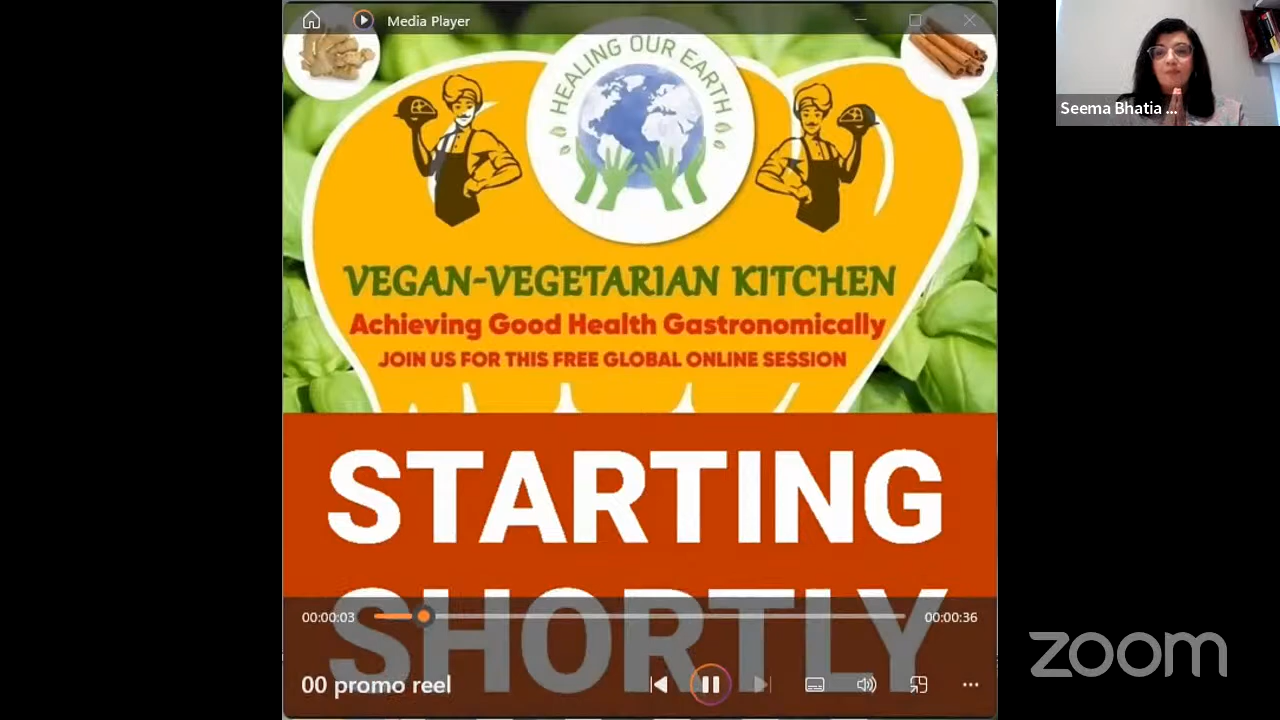 Media Player
HEALING OUR EARTH
VEGAN-VEGETARIAN KITCHEN
Achieving Good Health Gastronomically
JOIN US FOR THIS FREE GLOBAL ONLINE SESSION
STARTING
SHORTLY
00:00:03
00:00:36
00 promo reel
Seema Bhatia ...
zoom